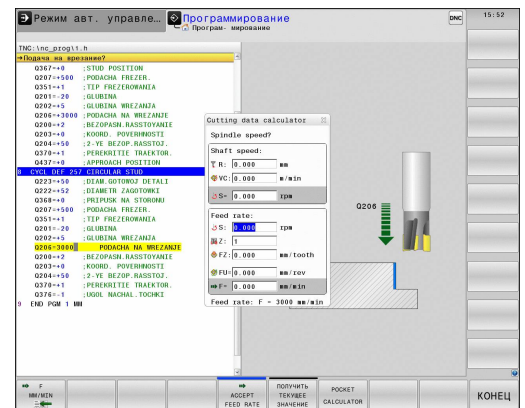 Режим авт. управле…
Программирование
Програм- мирование
DNC
15:52
TNC:\nc_prog\1.h
→Подача на врезание?
Q367=+0 ;STUD POSITION
Q207=+500 ;PODACHA FREZER.
Q351=+1 ;TIP FREZEROWANIA
Q201=-20 ;GLUBINA
Q202=+5 ;GLUBINA WREZANJA
Q206=+3000 ;PODACHA NA WREZANJE
Q200=+2 ;BEZOPASN.RASSTOYANIE
Q203=+0 ;KOORD. POVERHNOSTI
Q204=+50 ;2-YE BEZOP.RASSTOJ.
Q370=+1 ;PEREKRITIE TRAEKTOR.
Q437=+0 ;APPROACH POSITION
8 CYCL DEF 257 CIRCULAR STUD
Q223=+50 ;DIAM.GOTOWOJ DETALI
Q222=+52 ;DIAMETR ZAGOTOWKI
Q368=+0 ;PRIPUSK NA STORONU
Q207=+500 ;PODACHA FREZER.
Q351=+1 ;TIP FREZEROWANIA
Q201=-20 ;GLUBINA
Q202=+5 ;GLUBINA WREZANJA
Q206=3000 PODACHA NA WREZANJE
Q200=+2 ;BEZOPASN.RASSTOYANIE
Q203=+0 ;KOORD. POVERHNOSTI
Q204=+50 ;2-YE BEZOP.RASSTOJ.
Q370=+1 ;PEREKRITIE TRAEKTOR.
Q376=-1 ;UGOL NACHAL.TOCHKI
9 END PGM 1 MM
Cutting data calculator
Spindle speed?
Shaft speed:
R: 0.000 mm
VC: 0.000 m/min
S= 0.000 rpm
Feed rate:
S: 0.000 rpm
Z: 1
FZ: 0.000 mm/tooth
FU= 0.000 mm/rev
F= 0.000 mm/min
Feed rate: F = 3000 mm/min
Q206
F
MM/MIN
ACCEPT
FEED RATE
ПОЛУЧИТЬ
ТЕКУЩЕЕ
ЗНАЧЕНИЕ
POCKET
CALCULATOR
КОНЕЦ